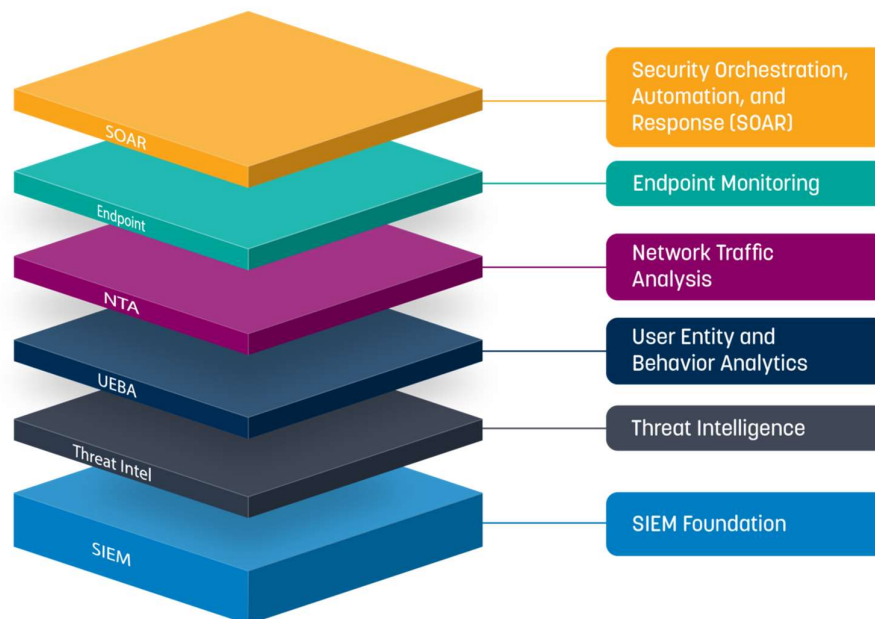 SOAR
Security Orchestration,
Automation, and
Response (SOAR)
Endpoint
Endpoint Monitoring
NTA
Network Traffic
Analysis
UEBA
User Entity and
Behavior Analytics
Threat Intel
Threat Intelligence
SIEM
SIEM Foundation